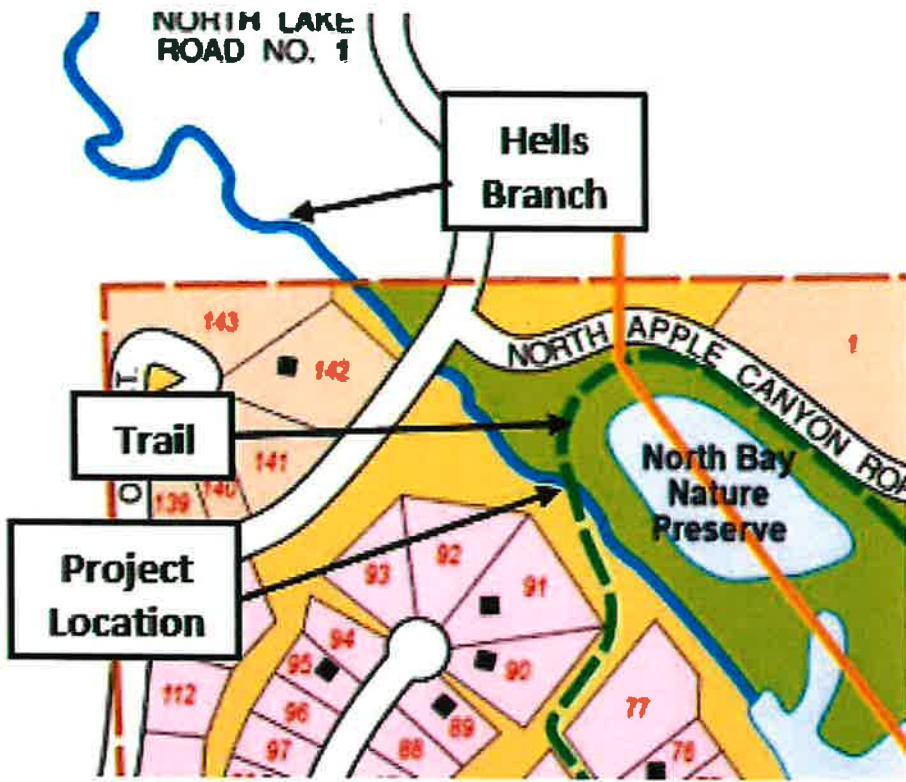 NORTH LAKE
ROAD NO. 1
Hells
Branch
143
142
T.
NORTH APPLE CANYON ROA
1
Trail
141
140
139
O
North Bay
Nature
Preserve
Project
Location
93
92
91
94
95
90
112
96
89
77
97
88
76